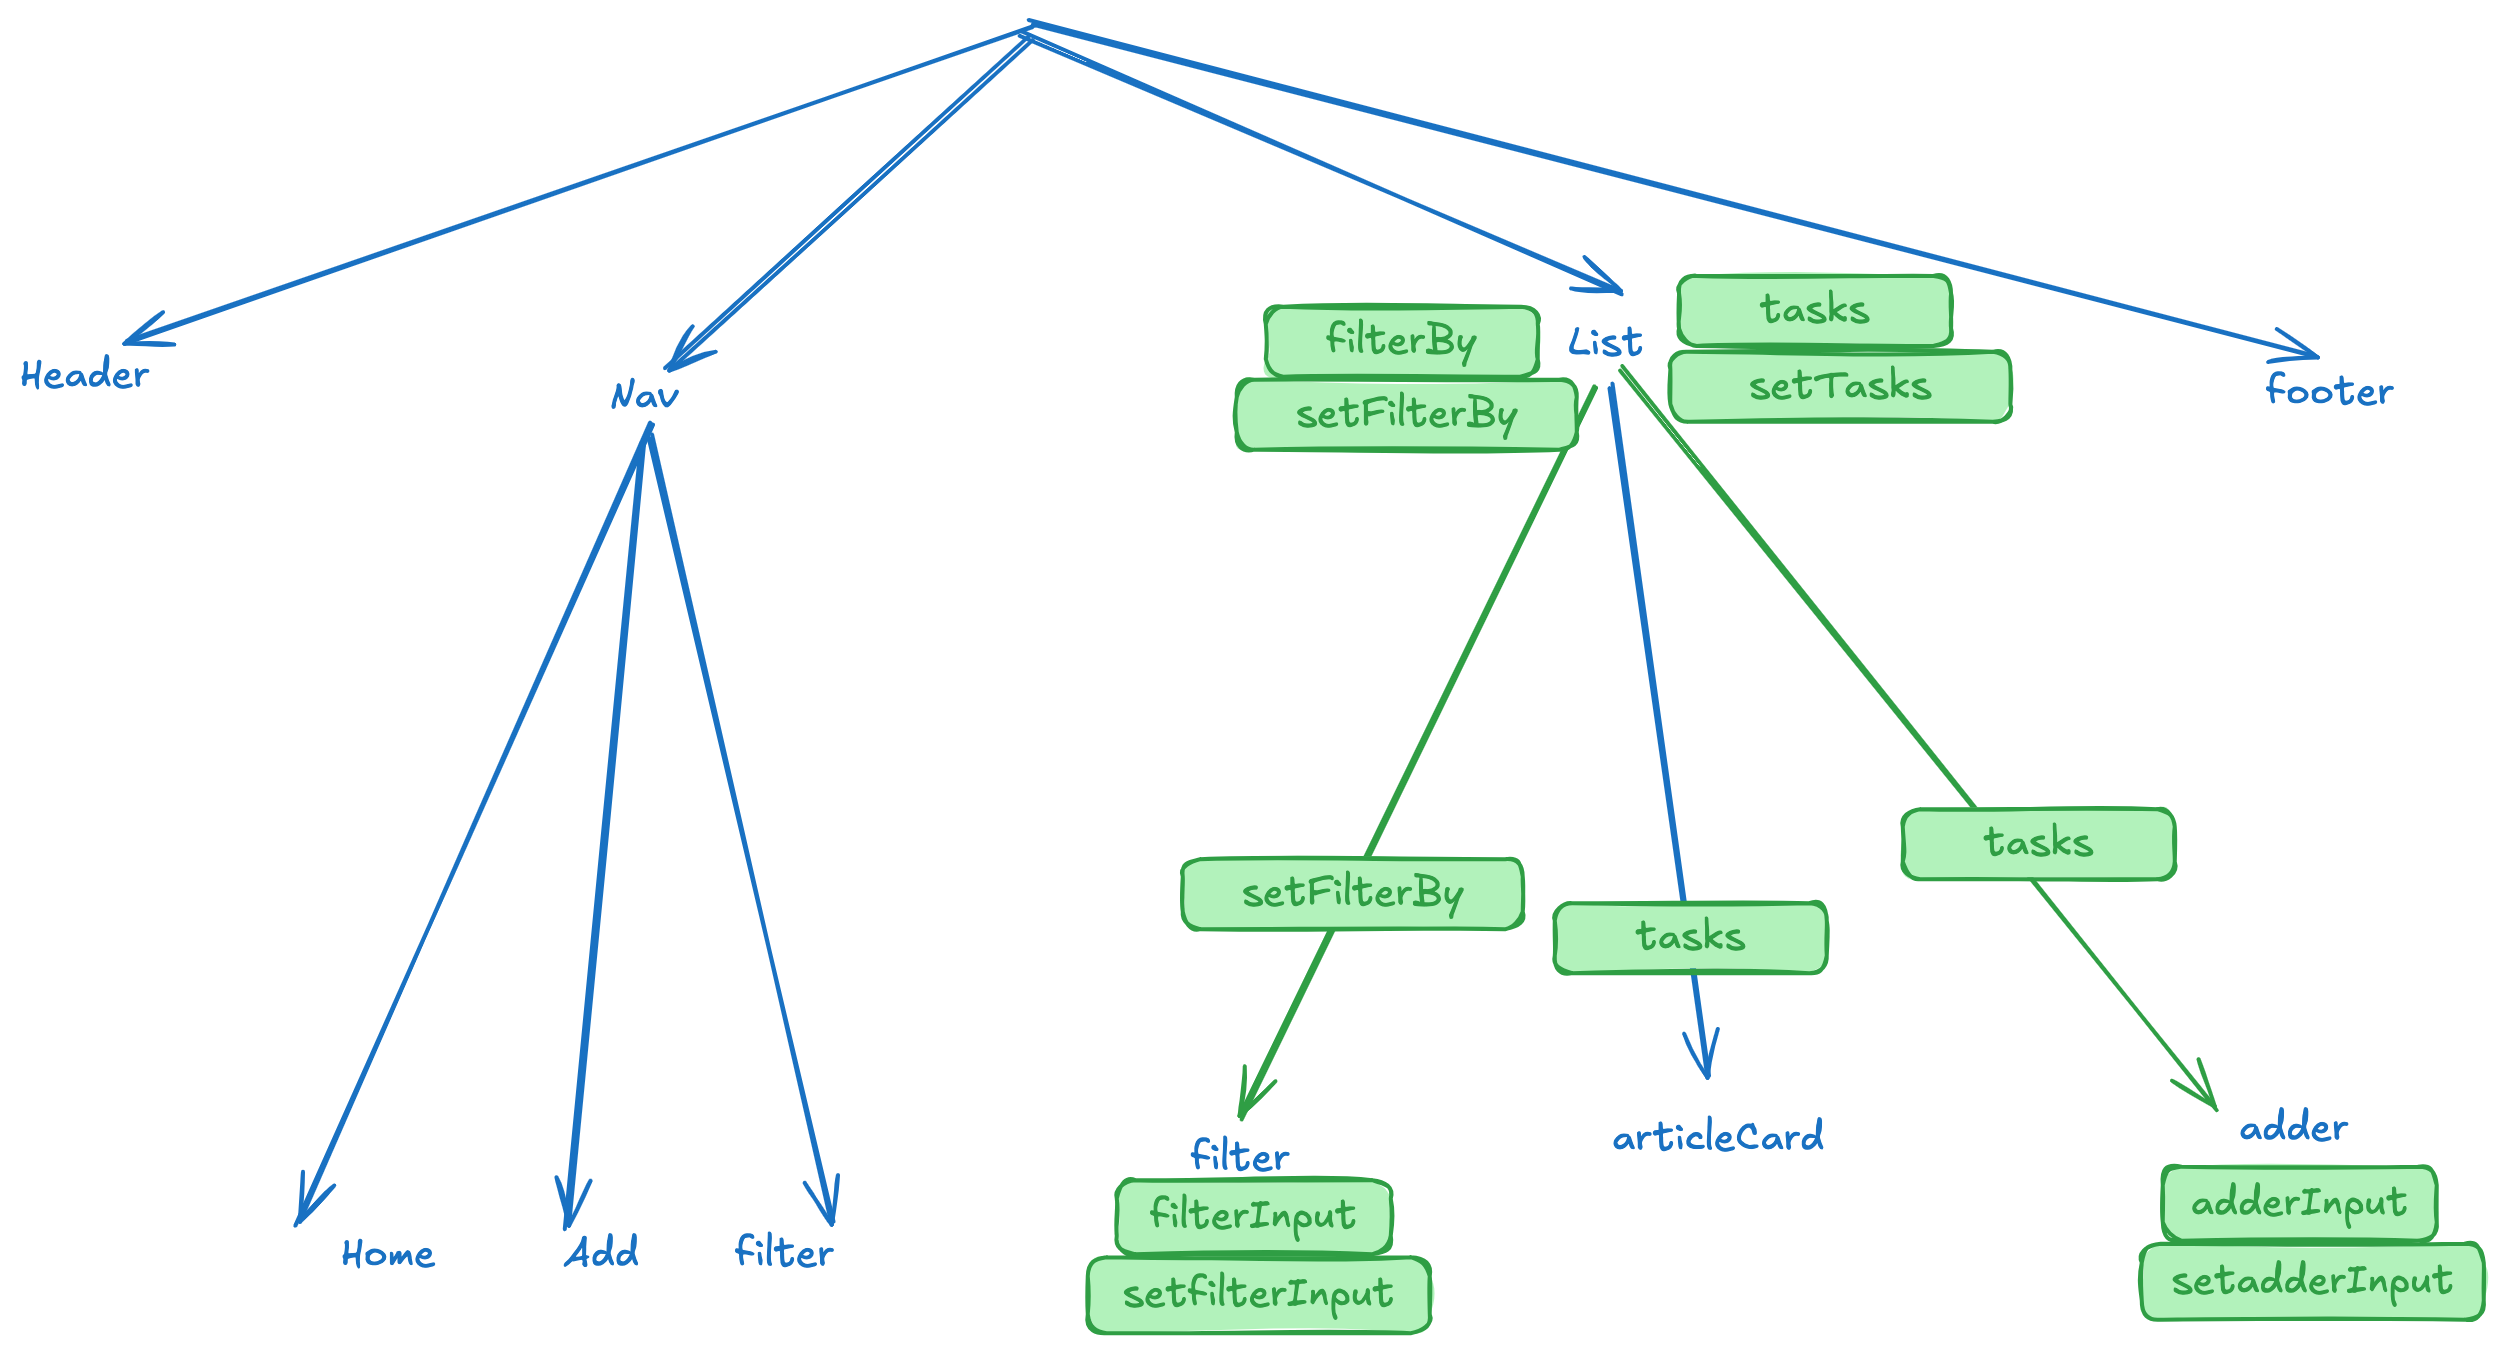 Header
Nav
filterBy
setFilterBy
List
tasks
setTasks
Footer
setFilterBy
tasks
tasks
Home
Add
filter
filter
filterInput
setfilterInput
articleCard
adder
adderInput
setadderInput